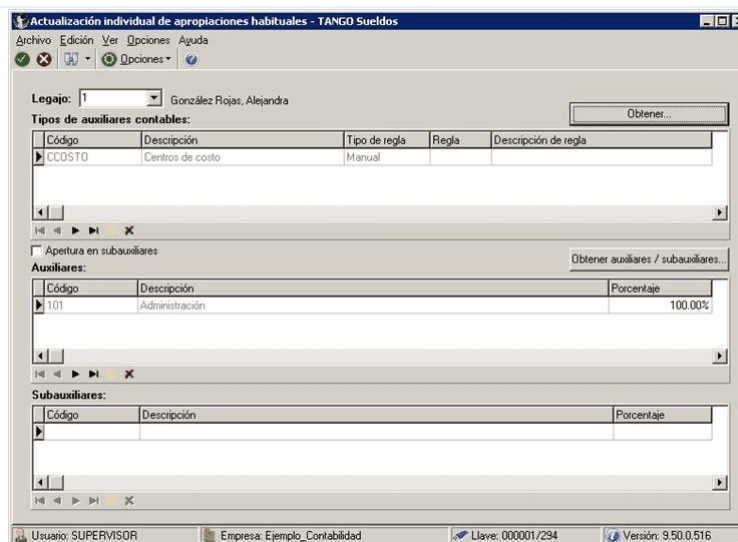 Actualización individual de apropiaciones habituales - TANGO Sueldos
Archivo Edición Ver Opciones Ayuda
Opciones
Legajo: 1 González Rojas, Alejandra
Obtener...
Tipos de auxiliares contables:
Código Descripción Tipo de regla Regla Descripción de regla
CCOSTO Centros de costo Manual
Apertura en subauxiliares
Obtener auxiliares / subauxiliares...
Auxiliares:
Código Descripción Porcentaje
101 Administración 100.00%
Subauxiliares:
Código Descripción Porcentaje
Usuario: SUPERVISOR Empresa: Ejemplo_Contabilidad Llave: 000001/294 Versión: 9.50.0.516